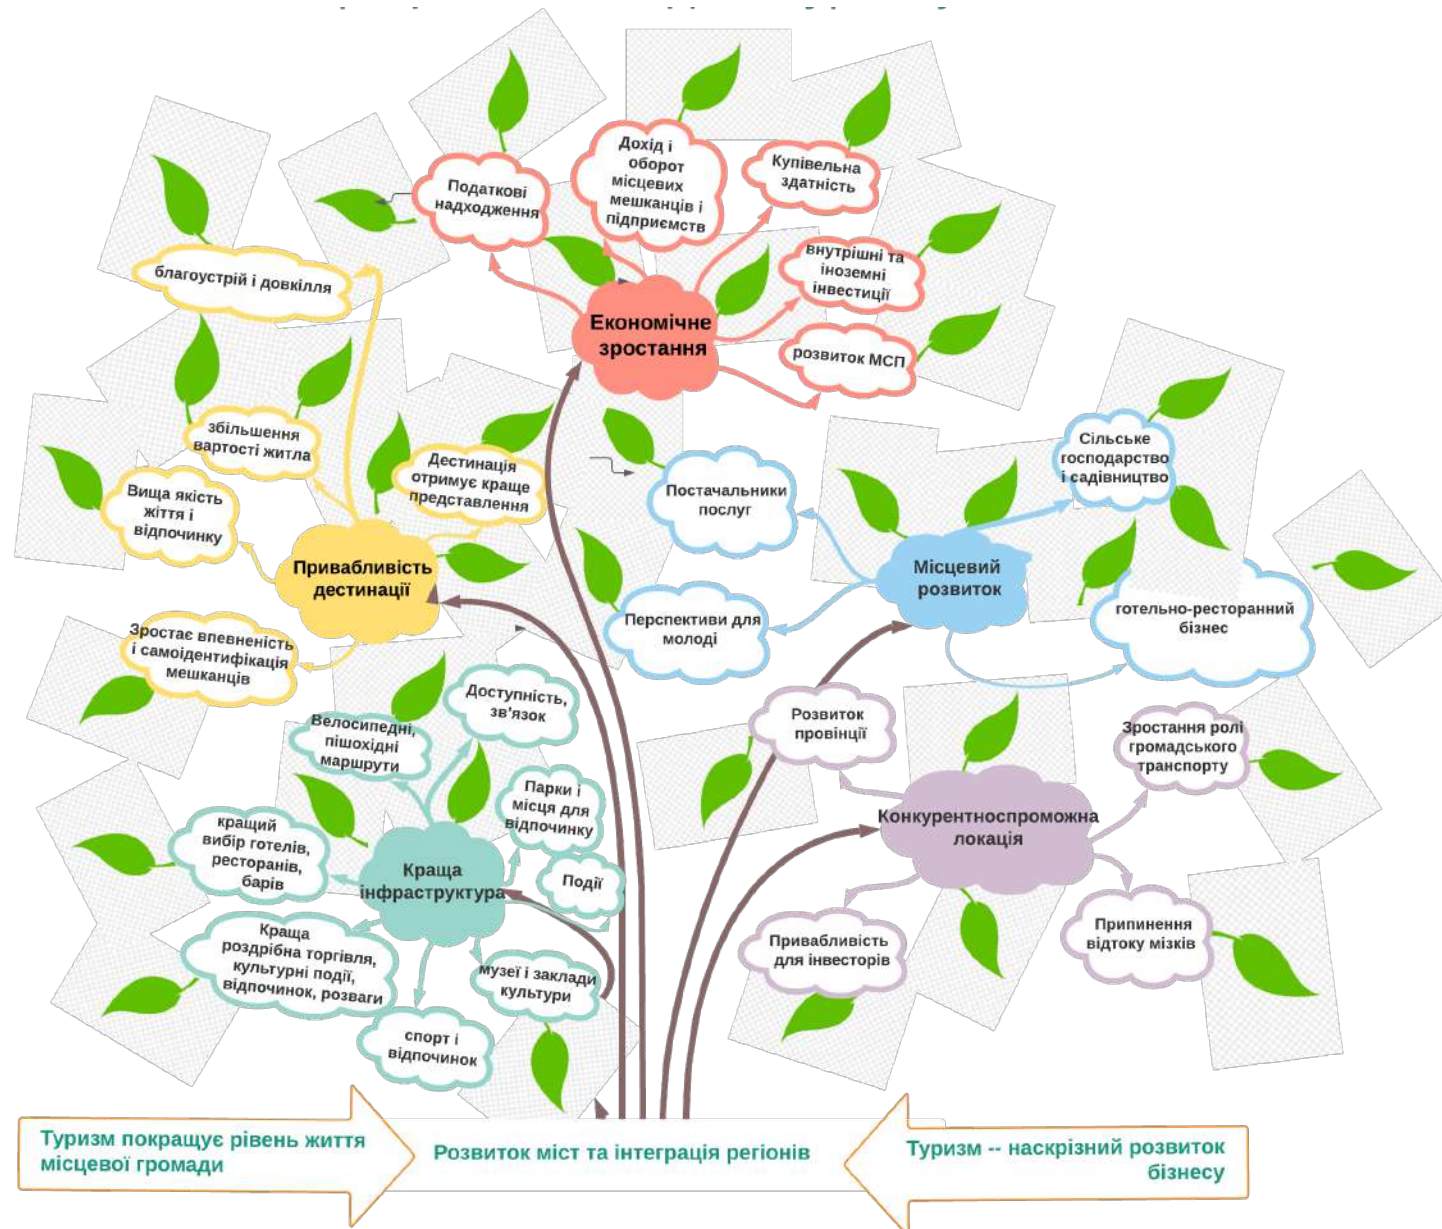 Податкові
надходження
Дохід і
оборот
місцевих
мешканців і
підприємств
Купівельна
здатність
внутрішні та
іноземні
інвестиції
розвиток МСП
Економічне
зростання
благоустрій і довкілля
збільшення
вартості житла
Вища якість
жіття і
відпочинку
Дестинація
отримує краще
представлення
Привабливість
дестинації
Зростає впевненість
і самоідентифікація
мешканців
Постачальники
послуг
Сільське
господарство
і садівництво
Місцевий
розвиток
Перспективи для
молоді
готельно-ресторанний
бізнес
Доступність,
зв'язок
Велосипедні,
пішохідні
маршрути
Парки і
місця для
відпочинку
кращий
вибір готелів,
ресторанів,
барів
Краща
інфраструктура
Події
Краща
роздрібна торгівля,
культурні події,
відпочинок, розваги
музеї і заклади
культури
спорт і
відпочинок
Розвиток
провінції
Зростання ролі
громадського
транспорту
Конкурентноспроможна
локація
Привабливість
для інвесторів
Припинення
відтоку мізків
Туризм покращує рівень життя
місцевої громади
Розвиток міст та інтеграція регіонів
Туризм -- наскрізний розвиток
бізнесу